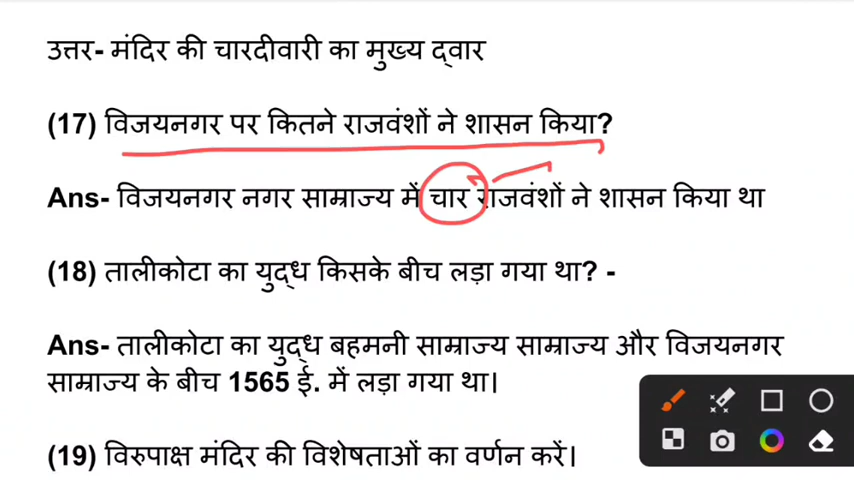 उत्तर- मंदिर की चारदीवारी का मुख्य द्वार
(17) विजयनगर पर कितने राजवंशों ने शासन किया?
Ans- विजयनगर नगर साम्राज्य में चार राजवंशों ने शासन किया था
(18) तालीकोटा का युद्ध किसके बीच लड़ा गया था? -
Ans- तालीकोटा का युद्ध बहमनी साम्राज्य साम्राज्य और विजयनगर
साम्राज्य के बीच 1565 ई. में लड़ा गया था।
(19) विरुपाक्ष मंदिर की विशेषताओं का वर्णन करें।